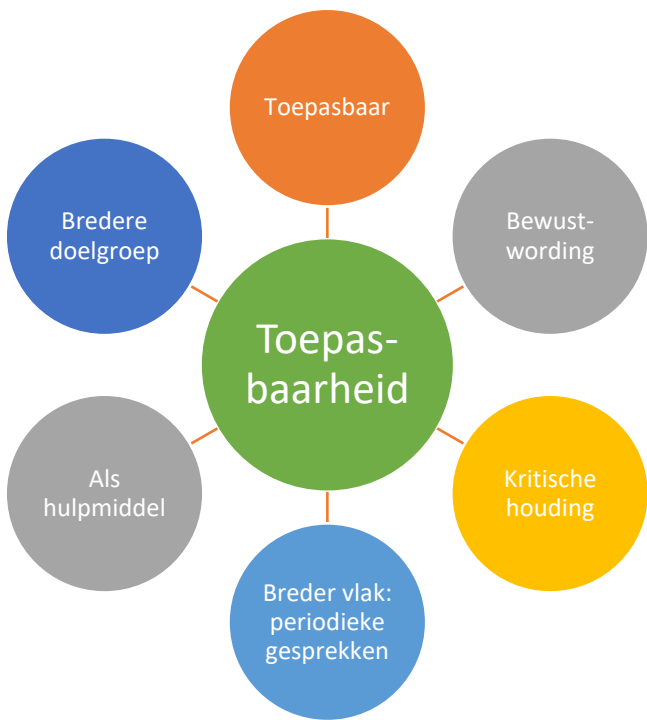 Toepasbaar
Bewust-
wording
Kritische
houding
Breder vlak:
periodieke
gesprekken
Als
hulpmiddel
Bredere
doelgroep
Toepas-
baarheid